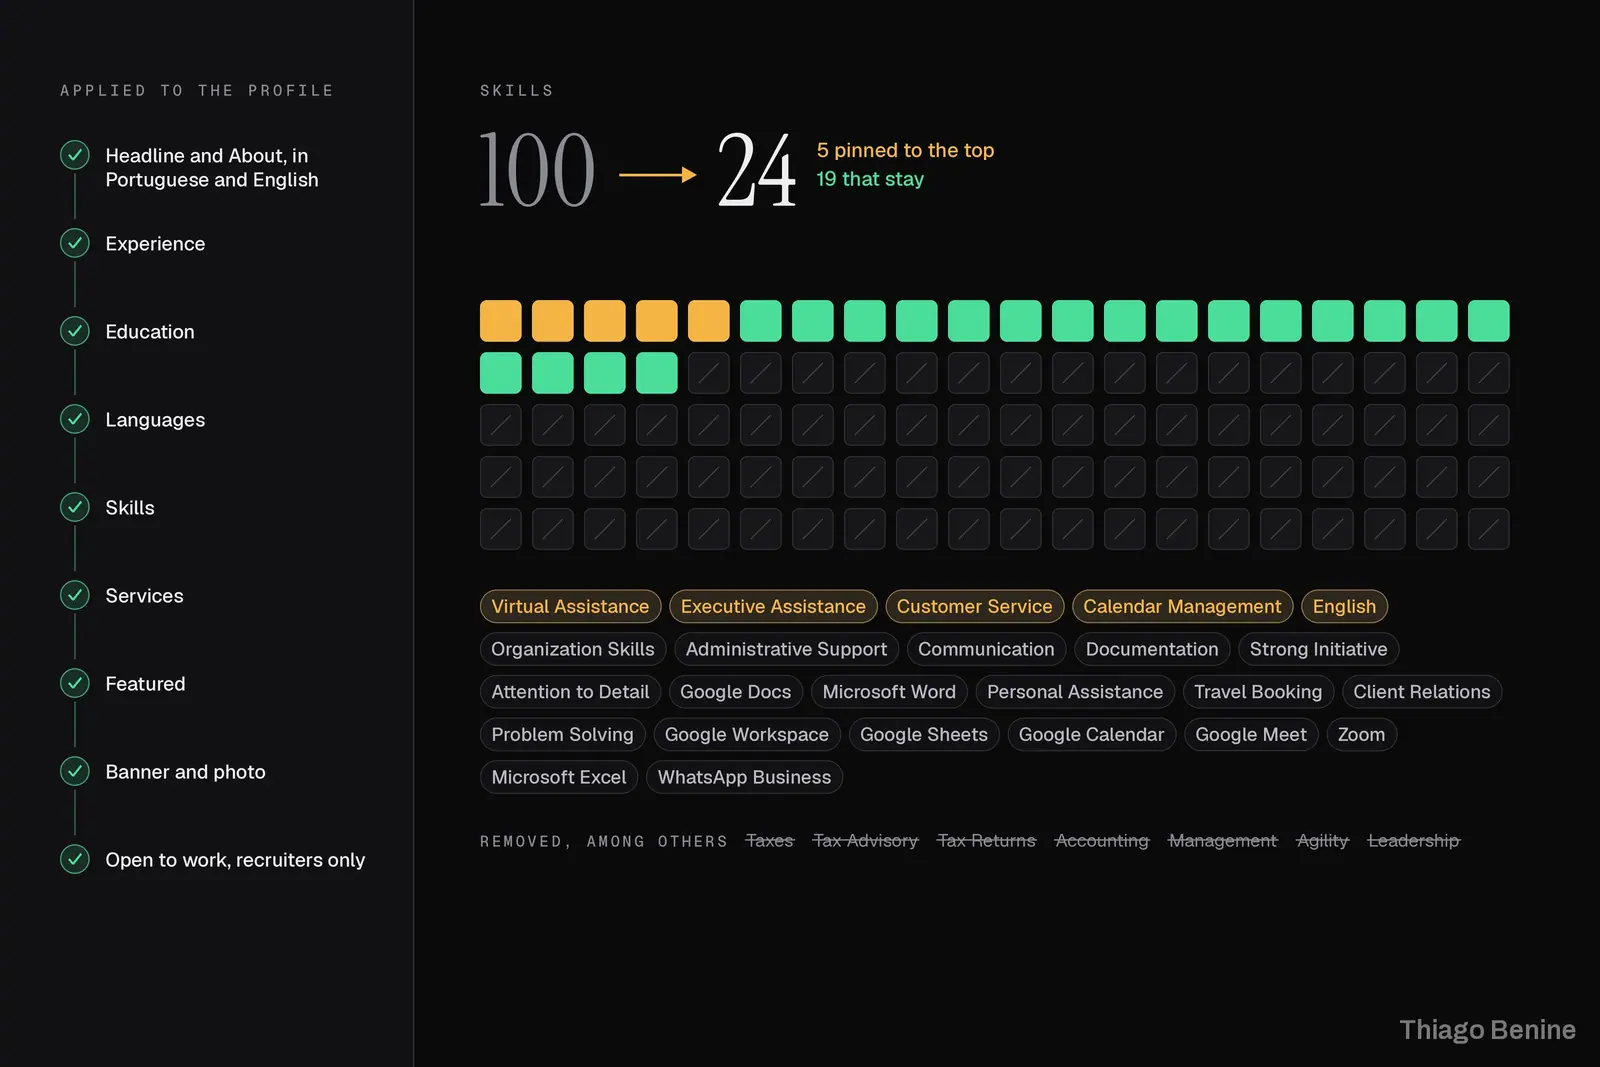 APPLIED TO THE PROFILE
Headline and About, in
Portuguese and English
Experience
Education
Languages
Skills
Services
Featured
Banner and photo
Open to work, recruiters only
SKILLS
100 → 24
5 pinned to the top
19 that stay
Virtual Assistance Executive Assistance Customer Service Calendar Management English
Organization Skills Administrative Support Communication Documentation Strong Initiative
Attention to Detail Google Docs Microsoft Word Personal Assistance Travel Booking Client Relations
Problem Solving Google Workspace Google Sheets Google Calendar Google Meet Zoom
Microsoft Excel WhatsApp Business
REMOVED, AMONG OTHERS Taxes Tax Advisory Tax Returns Accounting Management Agility Leadership
Thiago Benine